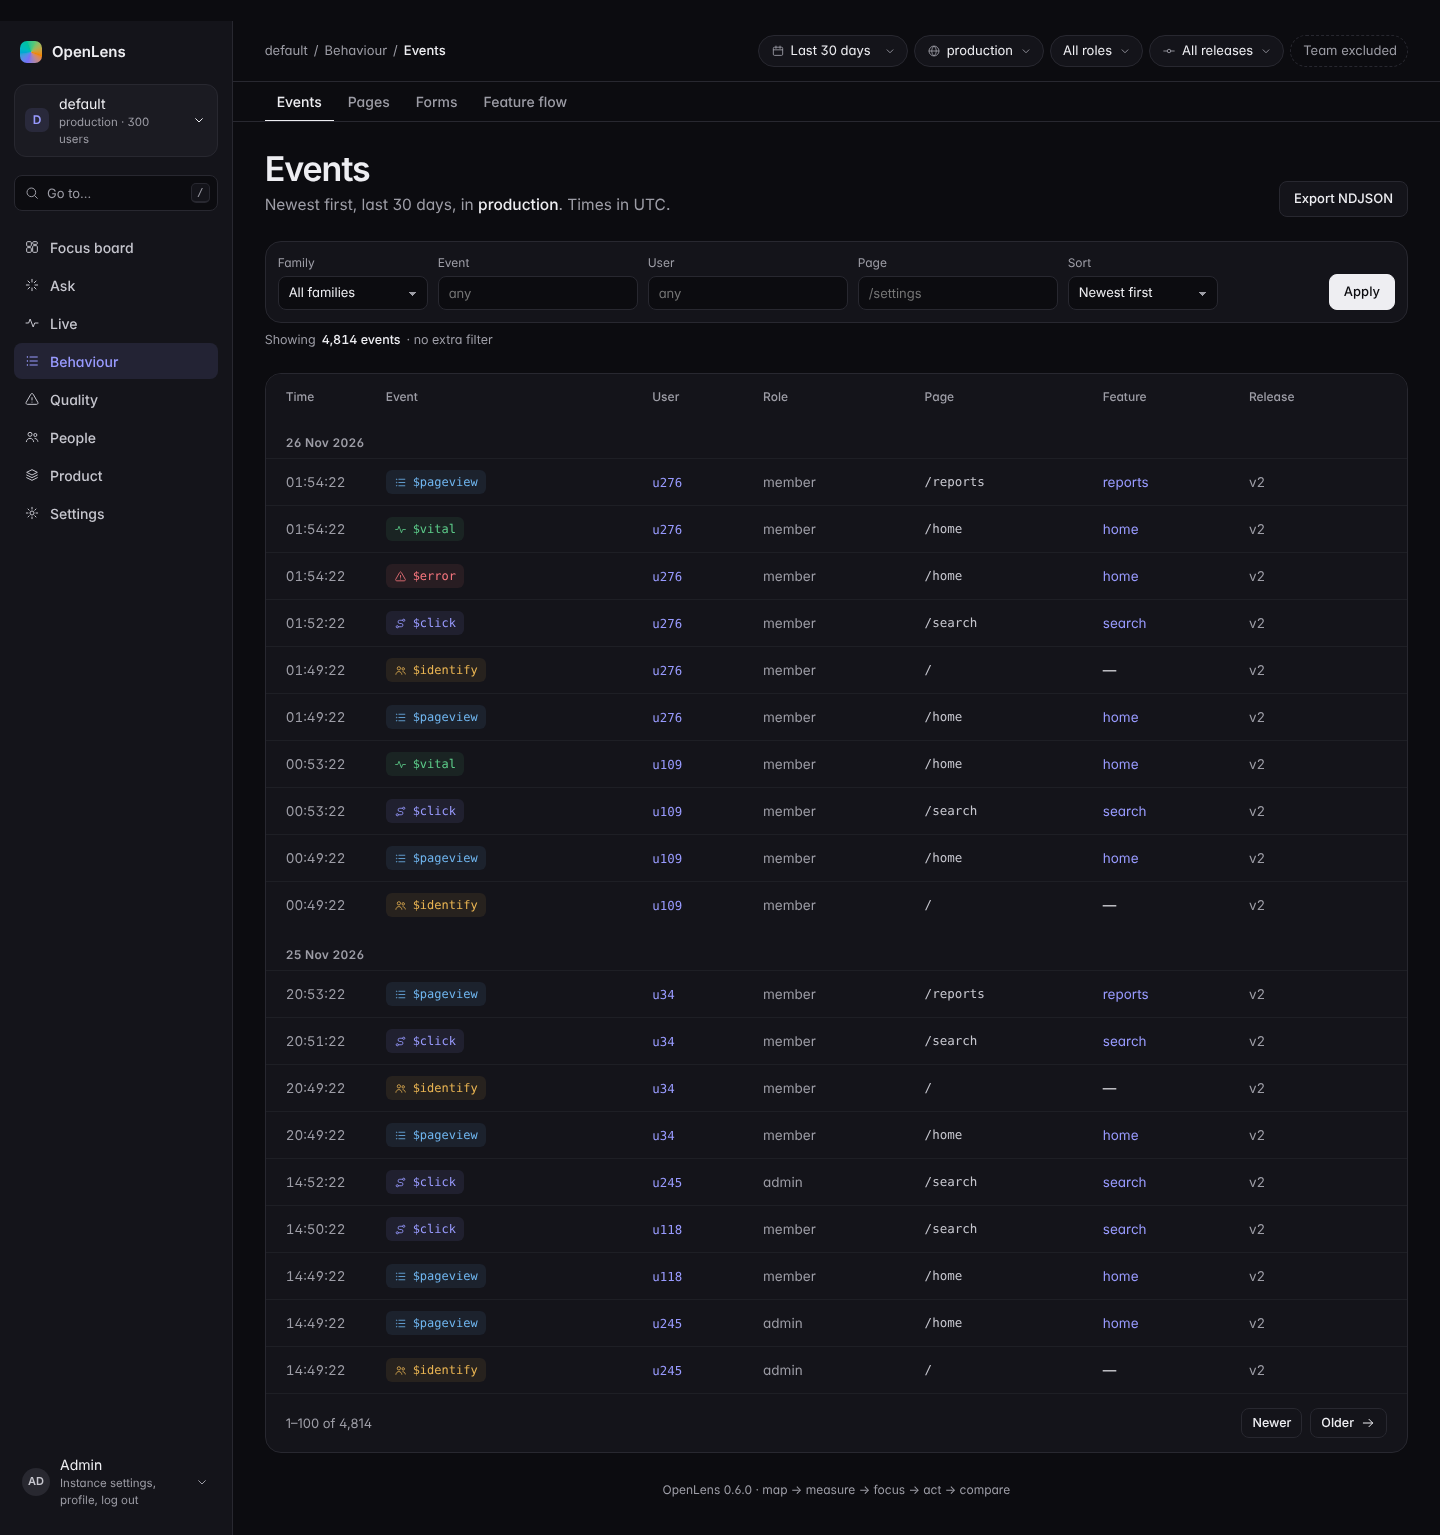 OpenLens
D
default
production · 300
users
Go to...
/
Focus board
Ask
Live
Behaviour
Quality
People
Product
Settings
AD
Admin
Instance settings,
profile, log out
default / Behaviour / Events
Last 30 days
production
All roles
All releases
Team excluded
Events Pages Forms Feature flow
Events
Newest first, last 30 days, in production. Times in UTC.
Export NDJSON
Family Event User Page Sort
All families any any /settings Newest first Apply
Showing 4,814 events · no extra filter
Time Event User Role Page Feature Release
26 Nov 2026
01:54:22 $pageview u276 member /reports reports v2
01:54:22 $vital u276 member /home home v2
01:54:22 $error u276 member /home home v2
01:52:22 $click u276 member /search search v2
01:49:22 $identify u276 member / — v2
01:49:22 $pageview u276 member /home home v2
00:53:22 $vital u109 member /home home v2
00:53:22 $click u109 member /search search v2
00:49:22 $pageview u109 member /home home v2
00:49:22 $identify u109 member / — v2
25 Nov 2026
20:53:22 $pageview u34 member /reports reports v2
20:51:22 $click u34 member /search search v2
20:49:22 $identify u34 member / — v2
20:49:22 $pageview u34 member /home home v2
14:52:22 $click u245 admin /search search v2
14:50:22 $click u118 member /search search v2
14:49:22 $pageview u118 member /home home v2
14:49:22 $pageview u245 admin /home home v2
14:49:22 $identify u245 admin / — v2
1–100 of 4,814
Newer Older →
OpenLens 0.6.0 · map → measure → focus → act → compare